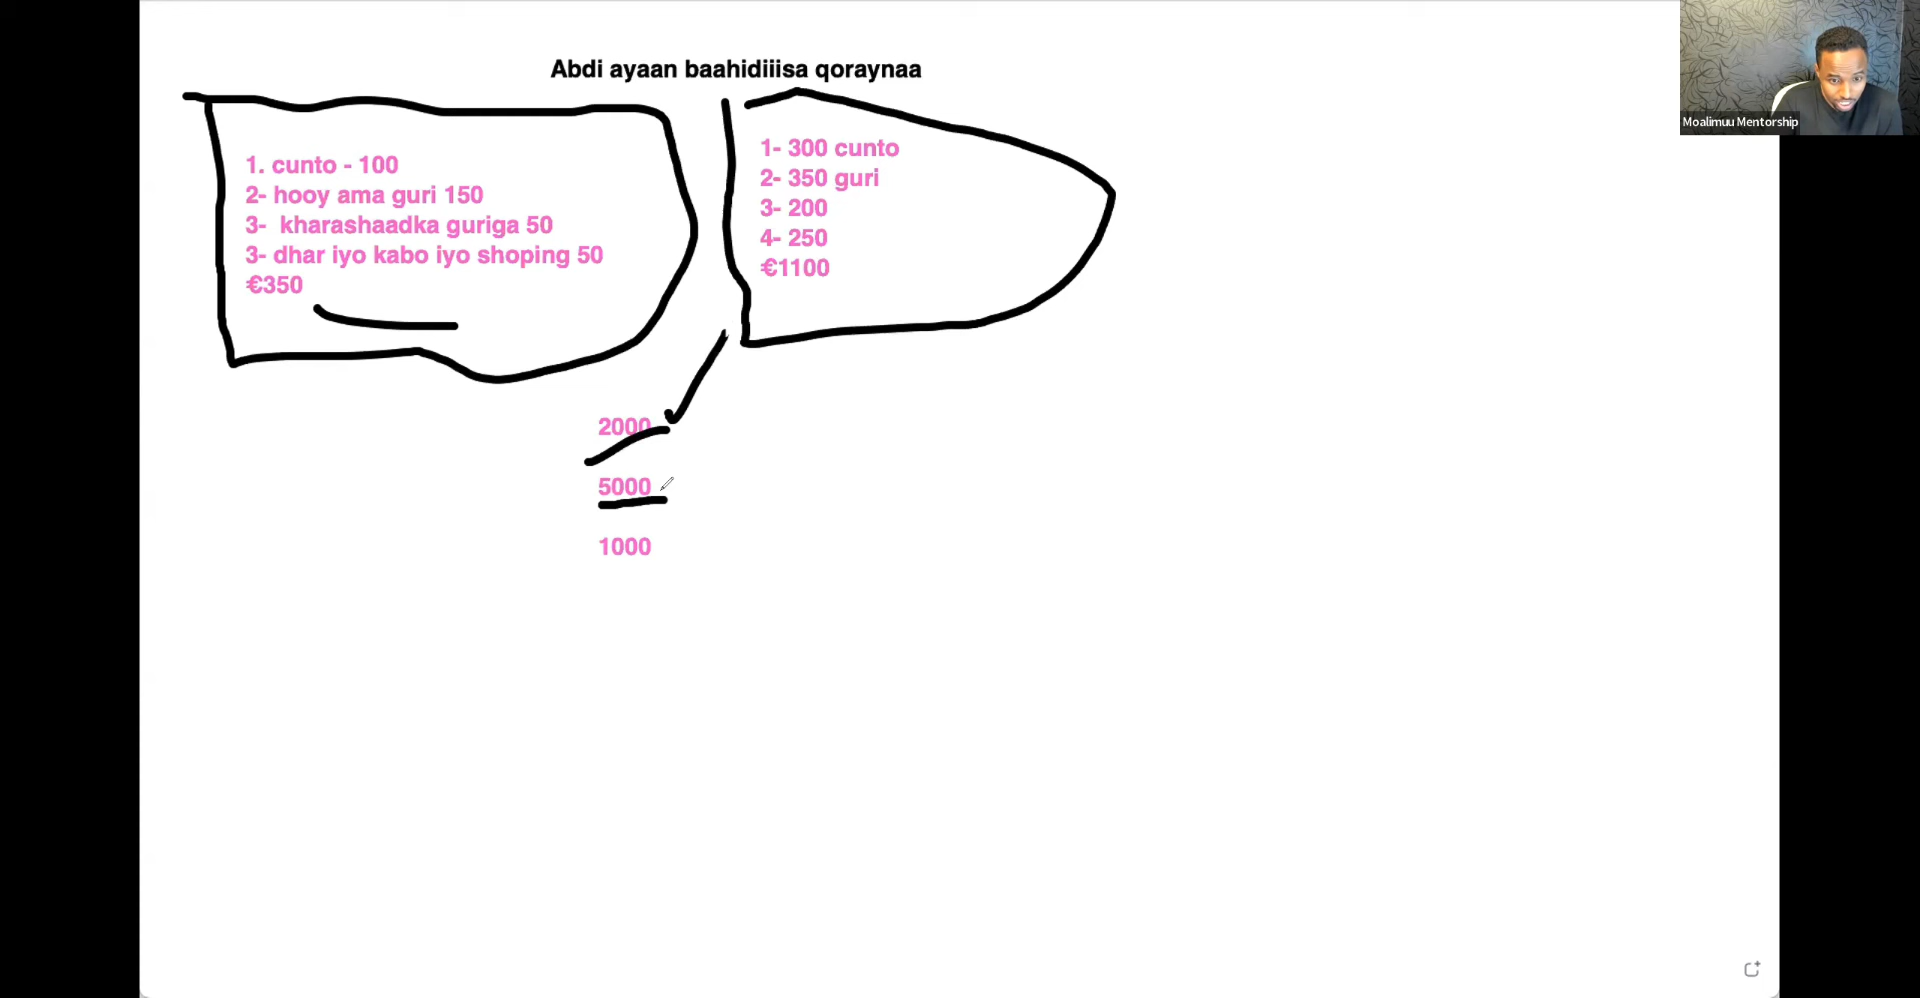 Abdi ayaan baahidiiisa qoraynaa
1. cunto - 100
2- hooy ama guri 150
3-  kharashaadka guriga 50
3- dhar iyo kabo iyo shoping 50
€350
1- 300 cunto
2- 350 guri
3- 200
4- 250
€1100
2000
5000
1000
Moalimuu Mentorship